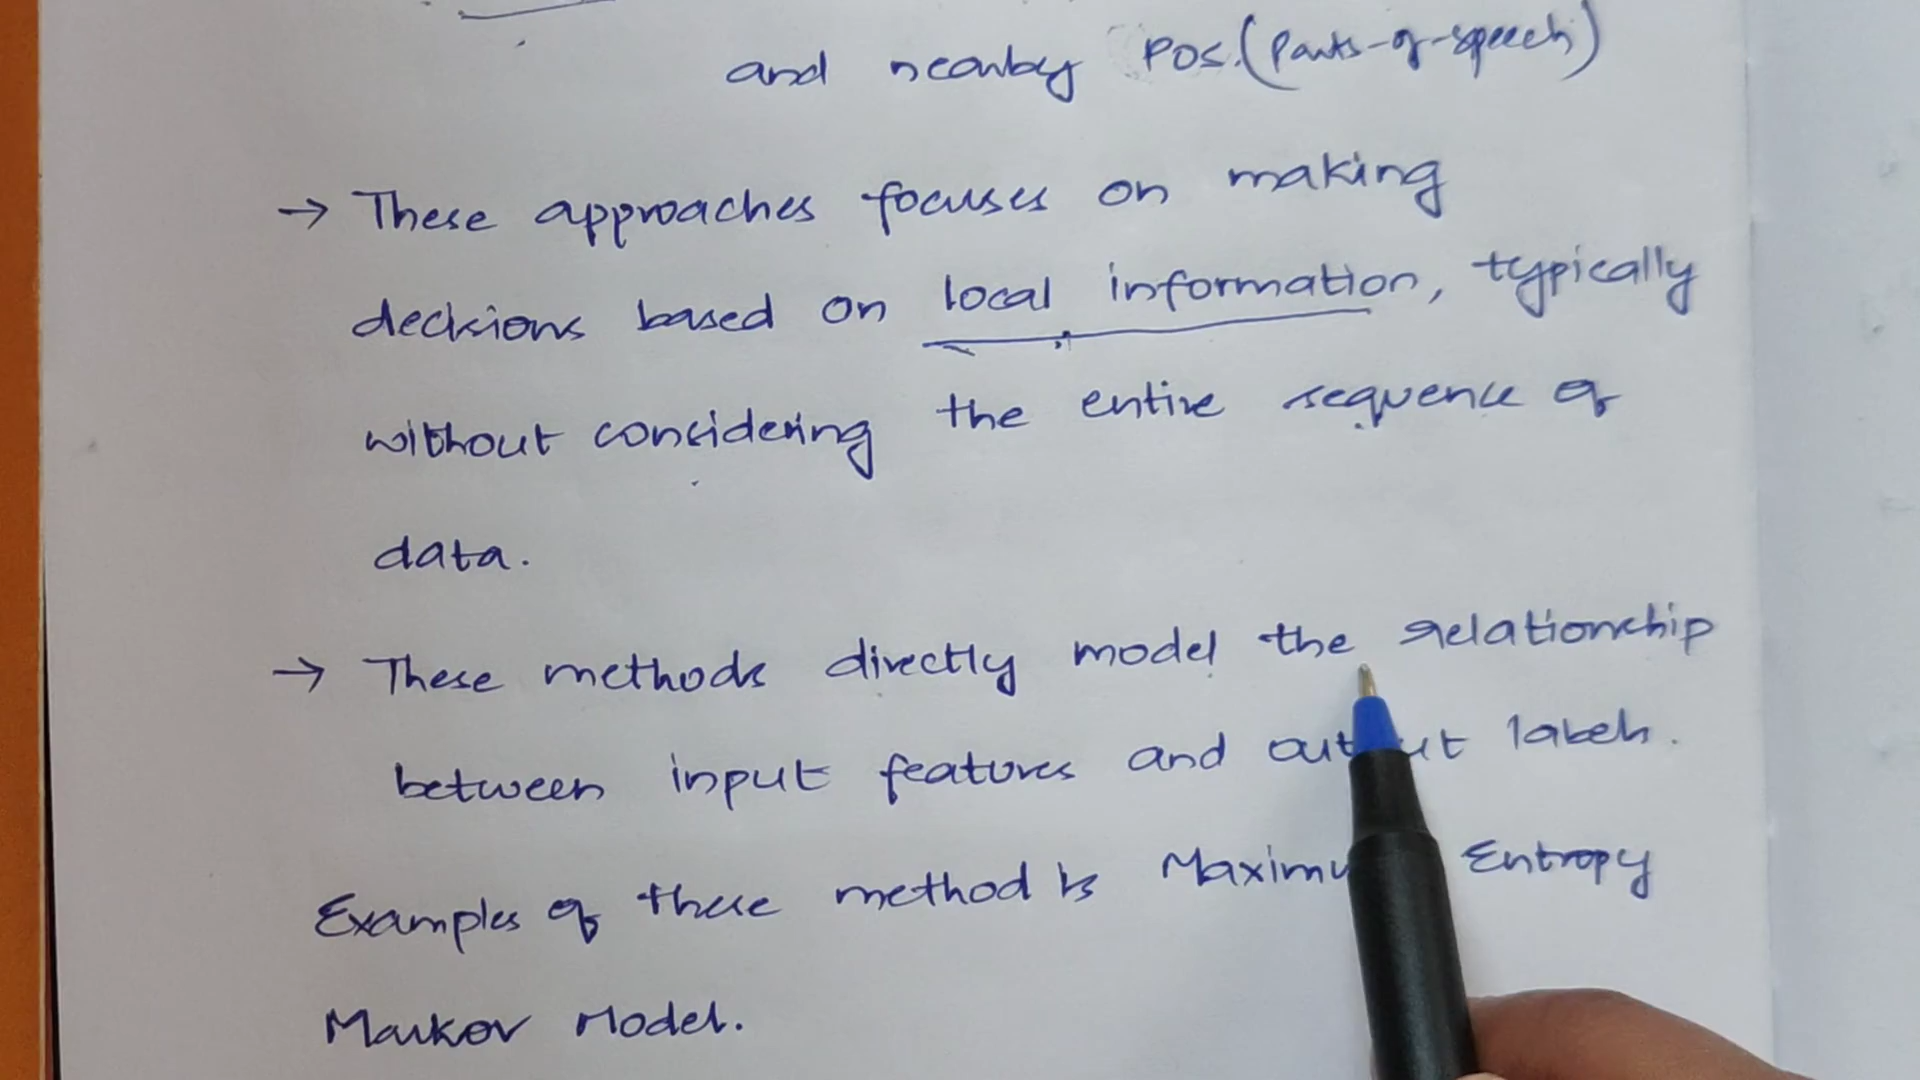 and nearby POS. (Parts-of-speech)
→ These approaches focuses on making
decisions based on local information, typically
without considering the entire sequence of
data.
→ These methods directly model the relationship
between input features and output labels.
Examples of these method is Maximum Entropy
Markov Model.